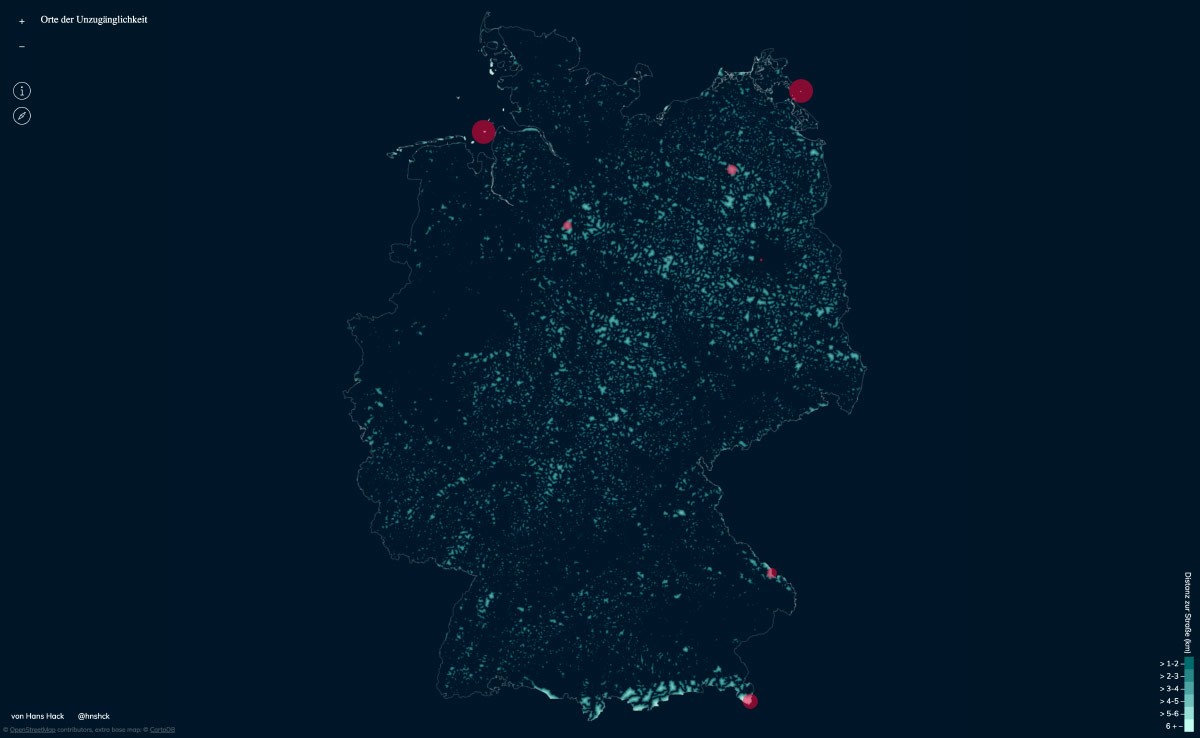 +
Orte der Unzugänglichkeit
−
i
Distanz zur Straße (km)
> 1-2
> 2-3
> 3-4
> 4-5
> 5-6
6 +
von Hans Hack @hnshck
© OpenStreetMap contributors, extra base map: © CartoDB